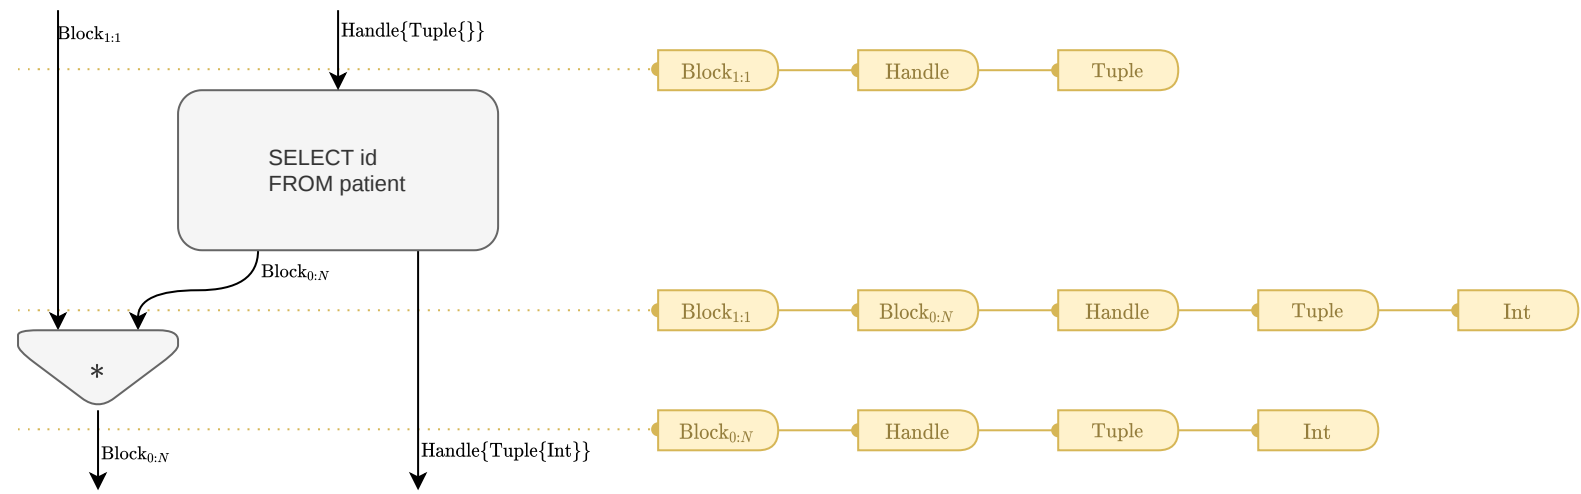 Block1:1
Handle{Tuple{}}
Block1:1 Handle Tuple
SELECT id
FROM patient
Block0:N
Block1:1 Block0:N Handle Tuple Int
*
Block0:N Handle Tuple Int
Block0:N
Handle{Tuple{Int}}